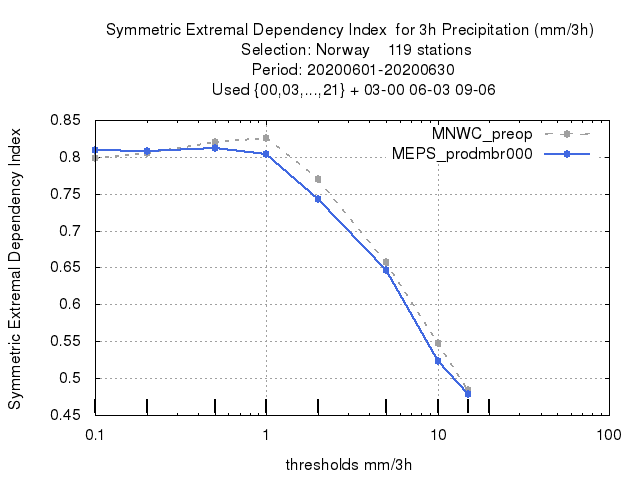 Symmetric Extremal Dependency Index  for 3h Precipitation (mm/3h)
Selection: Norway    119 stations
Period: 20200601-20200630
Used {00,03,...,21} + 03-00 06-03 09-06
MNWC_preop
MEPS_prodmbr000
Symmetric Extremal Dependency Index
0.85
0.8
0.75
0.7
0.65
0.6
0.55
0.5
0.45
0.1 1 10 100
thresholds mm/3h